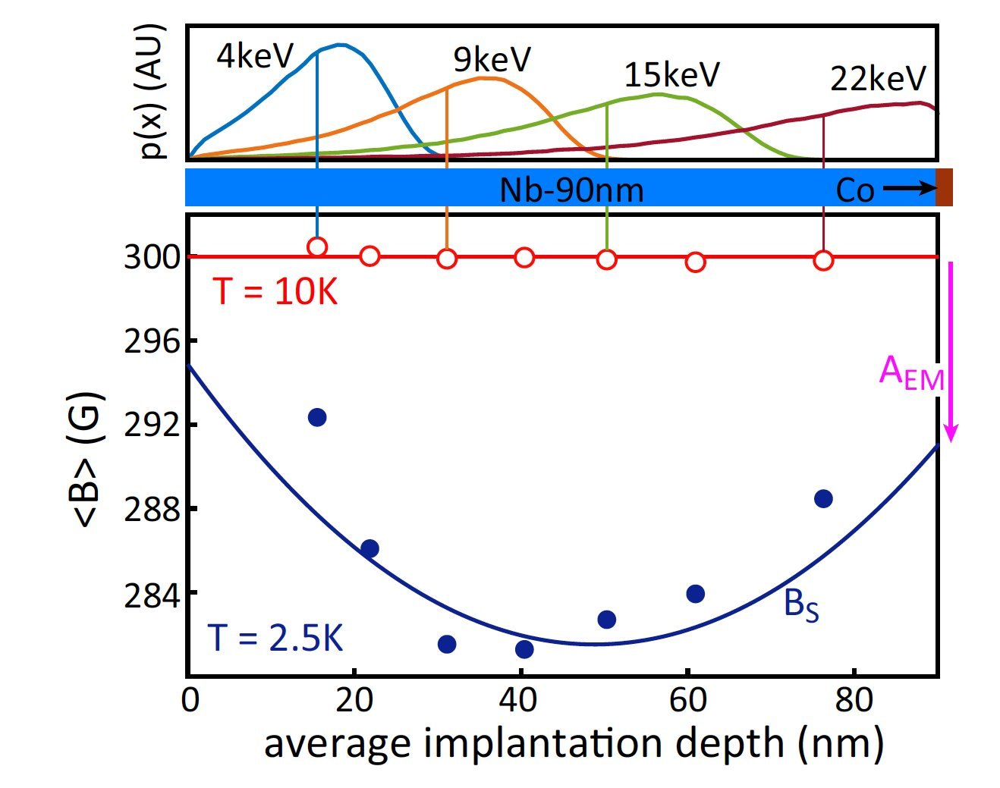 p(x) (AU)
4keV
9keV
15keV
22keV
Nb-90nm
Co
300
T = 10K
296
A_EM
292
<B> (G)
288
284
B_S
T = 2.5K
0 20 40 60 80
average implantation depth (nm)